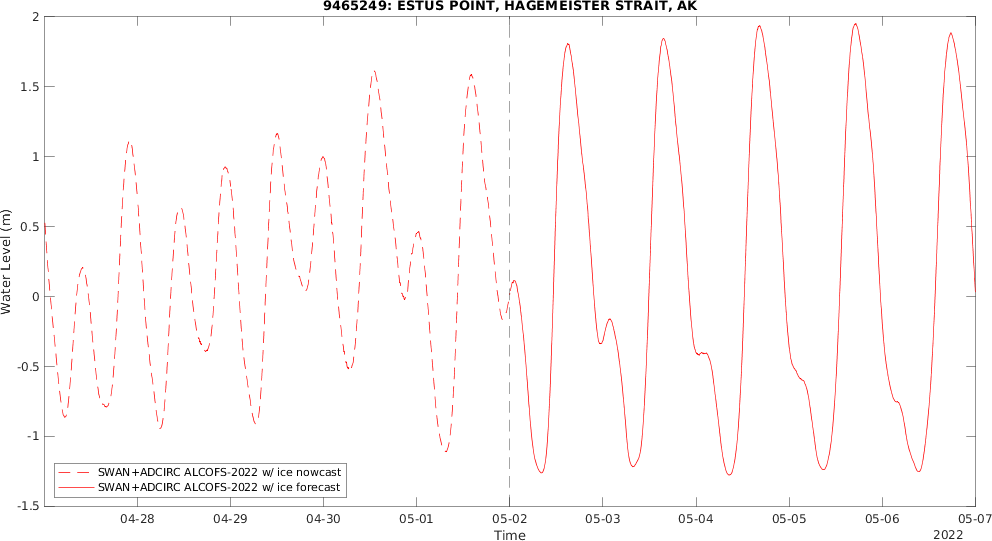 9465249: ESTUS POINT, HAGEMEISTER STRAIT, AK
2
1.5
1
0.5
0
-0.5
-1
-1.5
Water Level (m)
SWAN+ADCIRC ALCOFS-2022 w/ ice nowcast
SWAN+ADCIRC ALCOFS-2022 w/ ice forecast
04-28 04-29 04-30 05-01 05-02 05-03 05-04 05-05 05-06 05-07
Time
2022